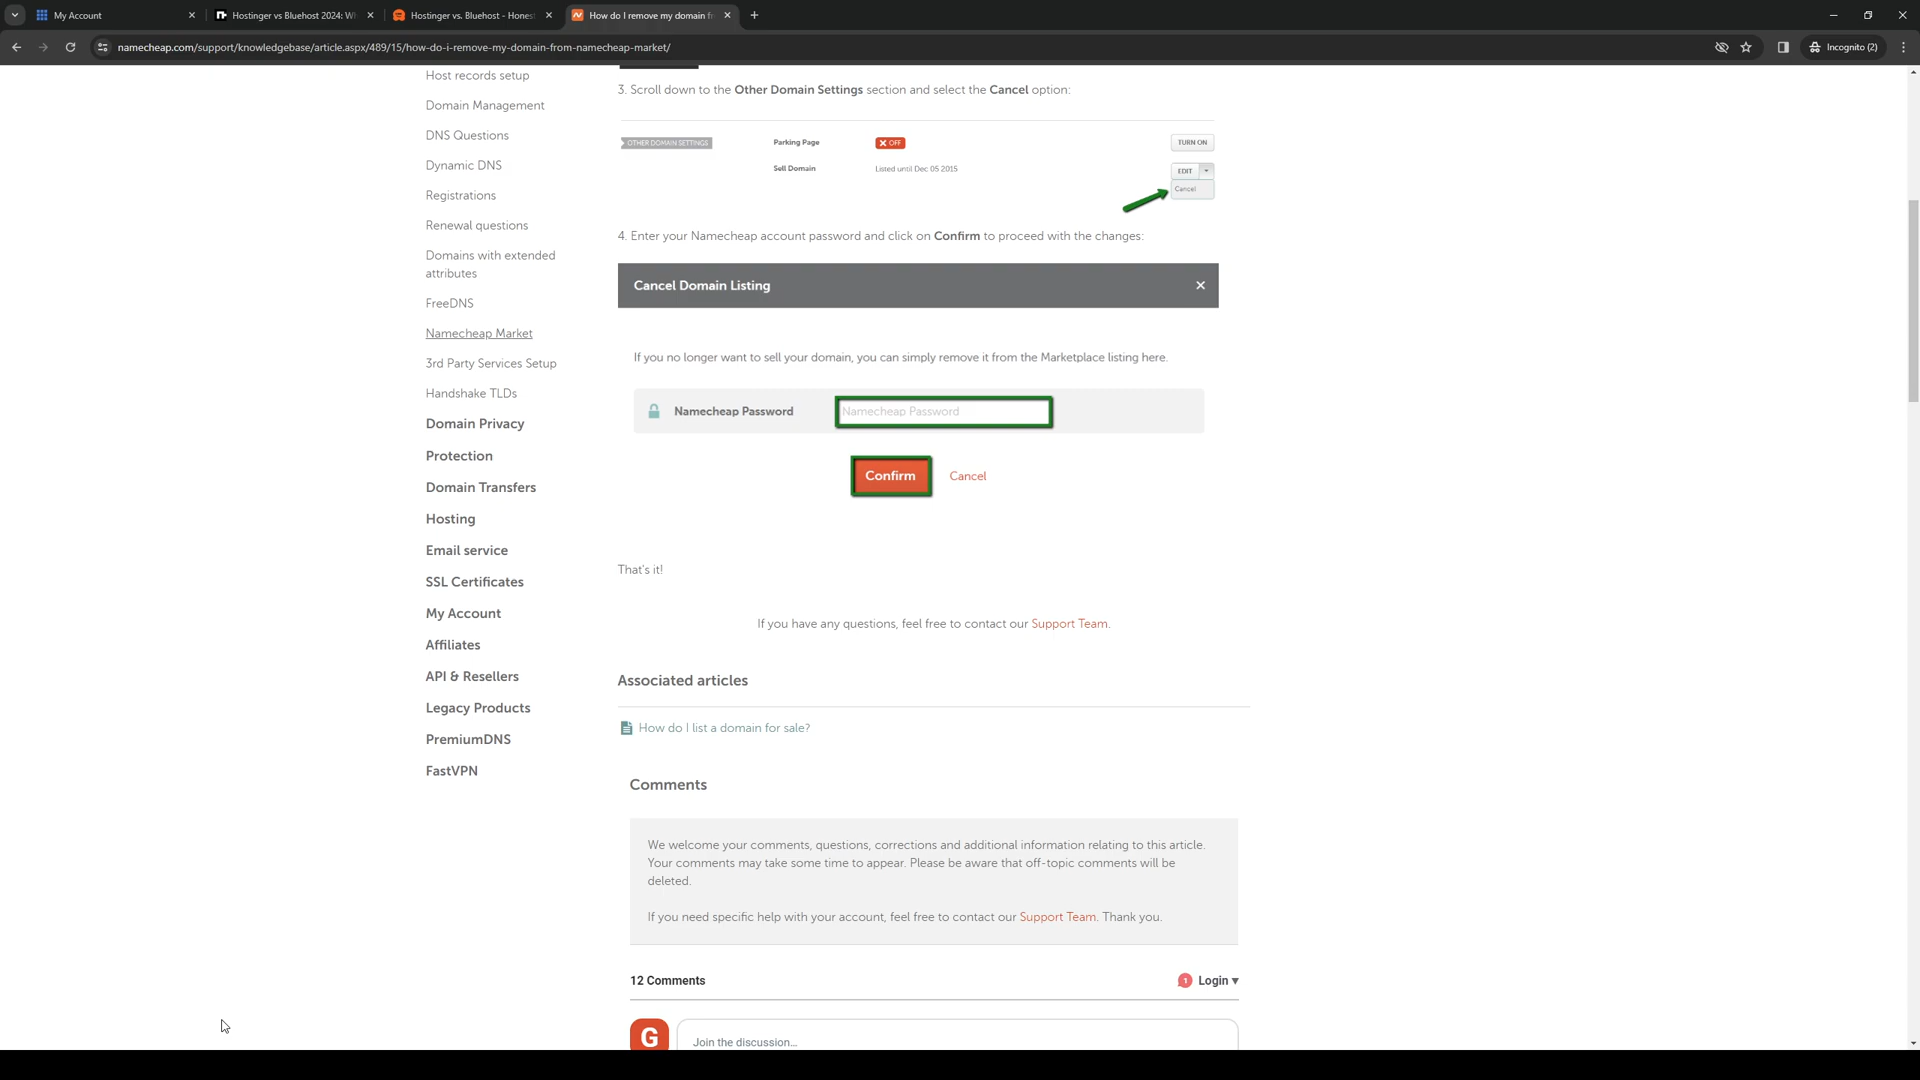 My Account
Hostinger vs Bluehost 2024: Wh
Hostinger vs. Bluehost - Honest
How do I remove my domain fr
namecheap.com/support/knowledgebase/article.aspx/489/15/how-do-i-remove-my-domain-from-namecheap-market/
Incognito (2)
Host records setup
Domain Management
DNS Questions
Dynamic DNS
Registrations
Renewal questions
Domains with extended
attributes
FreeDNS
Namecheap Market
3rd Party Services Setup
Handshake TLDs
Domain Privacy
Protection
Domain Transfers
Hosting
Email service
SSL Certificates
My Account
Affiliates
API & Resellers
Legacy Products
PremiumDNS
FastVPN
3. Scroll down to the Other Domain Settings section and select the Cancel option:
OTHER DOMAIN SETTINGS
Parking Page
OFF
TURN ON
Sell Domain
Listed until Dec 05 2015
EDIT
Cancel
4. Enter your Namecheap account password and click on Confirm to proceed with the changes:
Cancel Domain Listing
If you no longer want to sell your domain, you can simply remove it from the Marketplace listing here.
Namecheap Password
Namecheap Password
Confirm
Cancel
That's it!
If you have any questions, feel free to contact our Support Team.
Associated articles
How do I list a domain for sale?
Comments
We welcome your comments, questions, corrections and additional information relating to this article.
Your comments may take some time to appear. Please be aware that off-topic comments will be
deleted.
If you need specific help with your account, feel free to contact our Support Team. Thank you.
12 Comments
1
Login
G
Join the discussion...